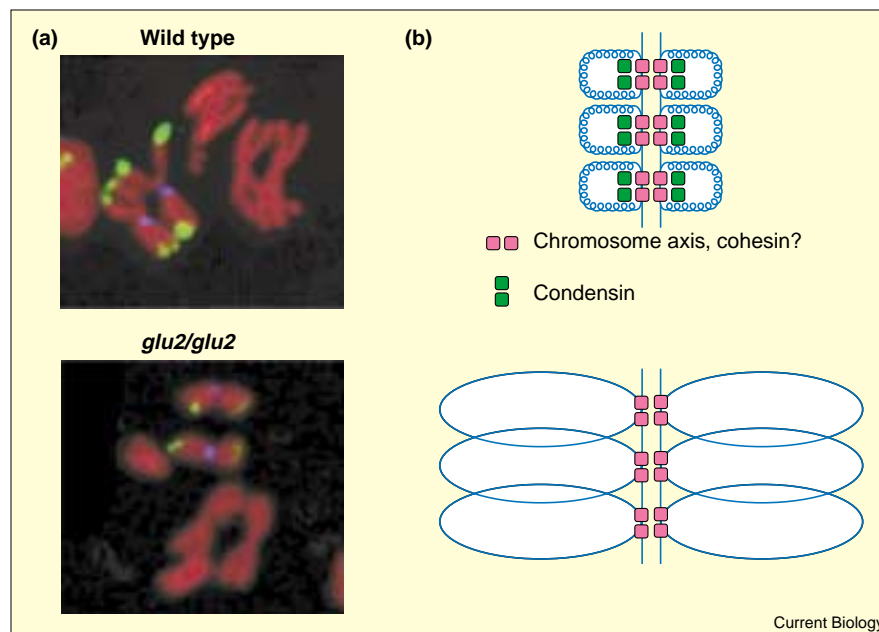 (a)
Wild type
glu2/glu2
(b)
Chromosome axis, cohesin?
Condensin
Current Biology